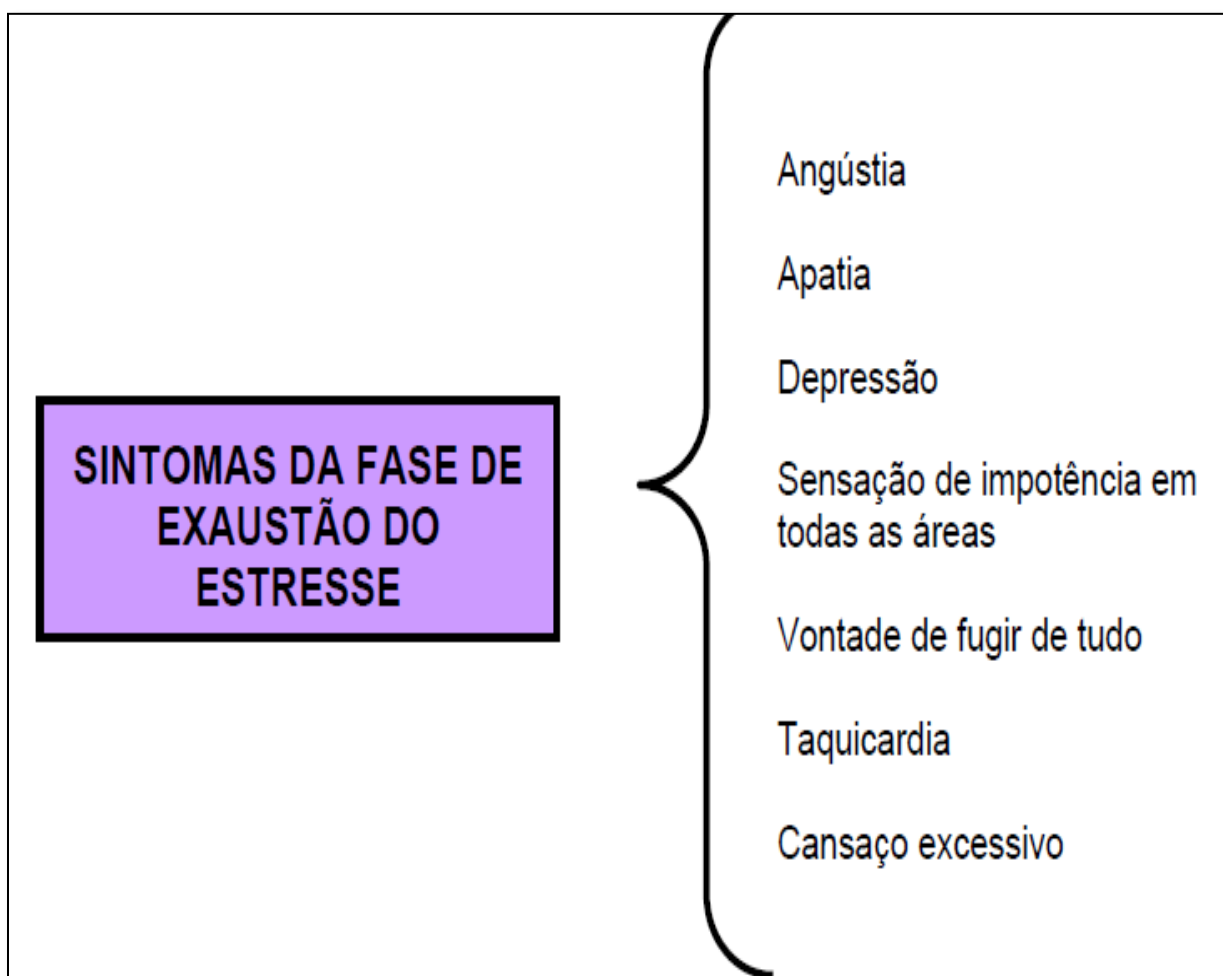 SINTOMAS DA FASE DE
EXAUSTÃO DO
ESTRESSE
Angústia
Apatia
Depressão
Sensação de impotência em
todas as áreas
Vontade de fugir de tudo
Taquicardia
Cansaço excessivo